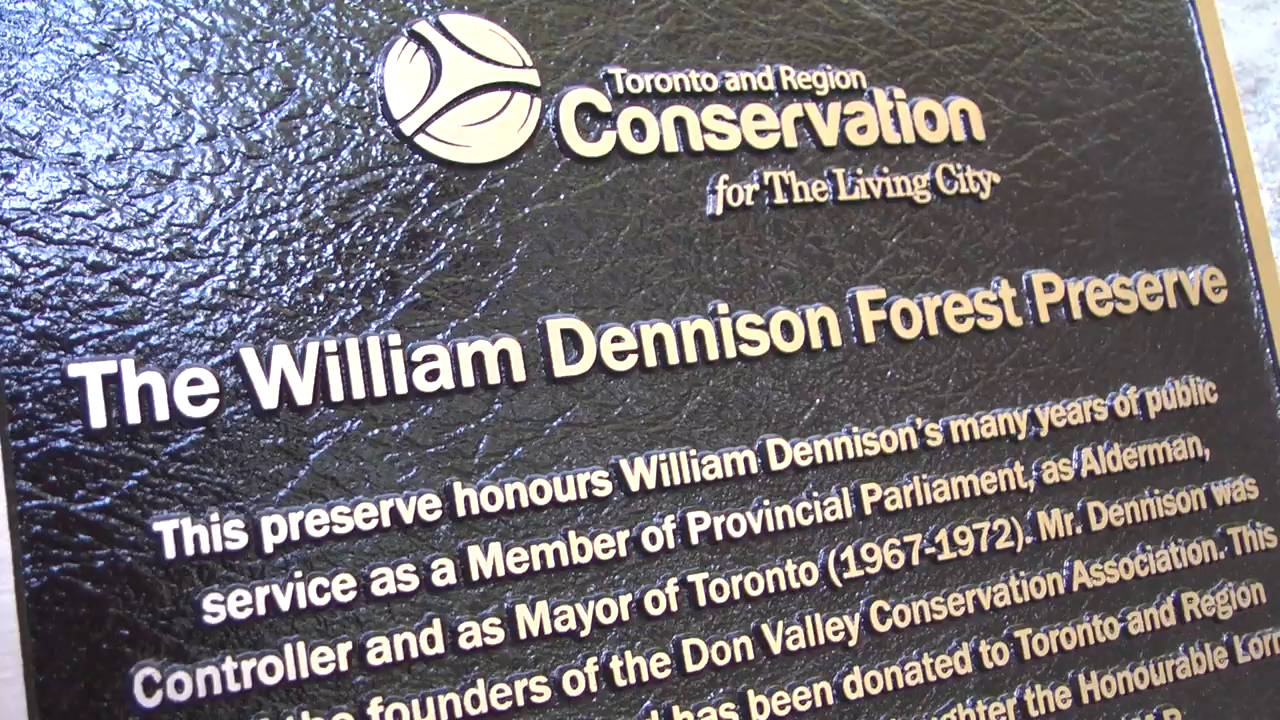 Toronto and Region
Conservation
for The Living City
The William Dennison Forest Preserve
This preserve honours William Dennison's many years of public
service as a Member of Provincial Parliament, as Alderman,
Controller and as Mayor of Toronto (1967-1972). Mr. Dennison was
the founders of the Don Valley Conservation Association. This
has been donated to Toronto and Region
the Honourable